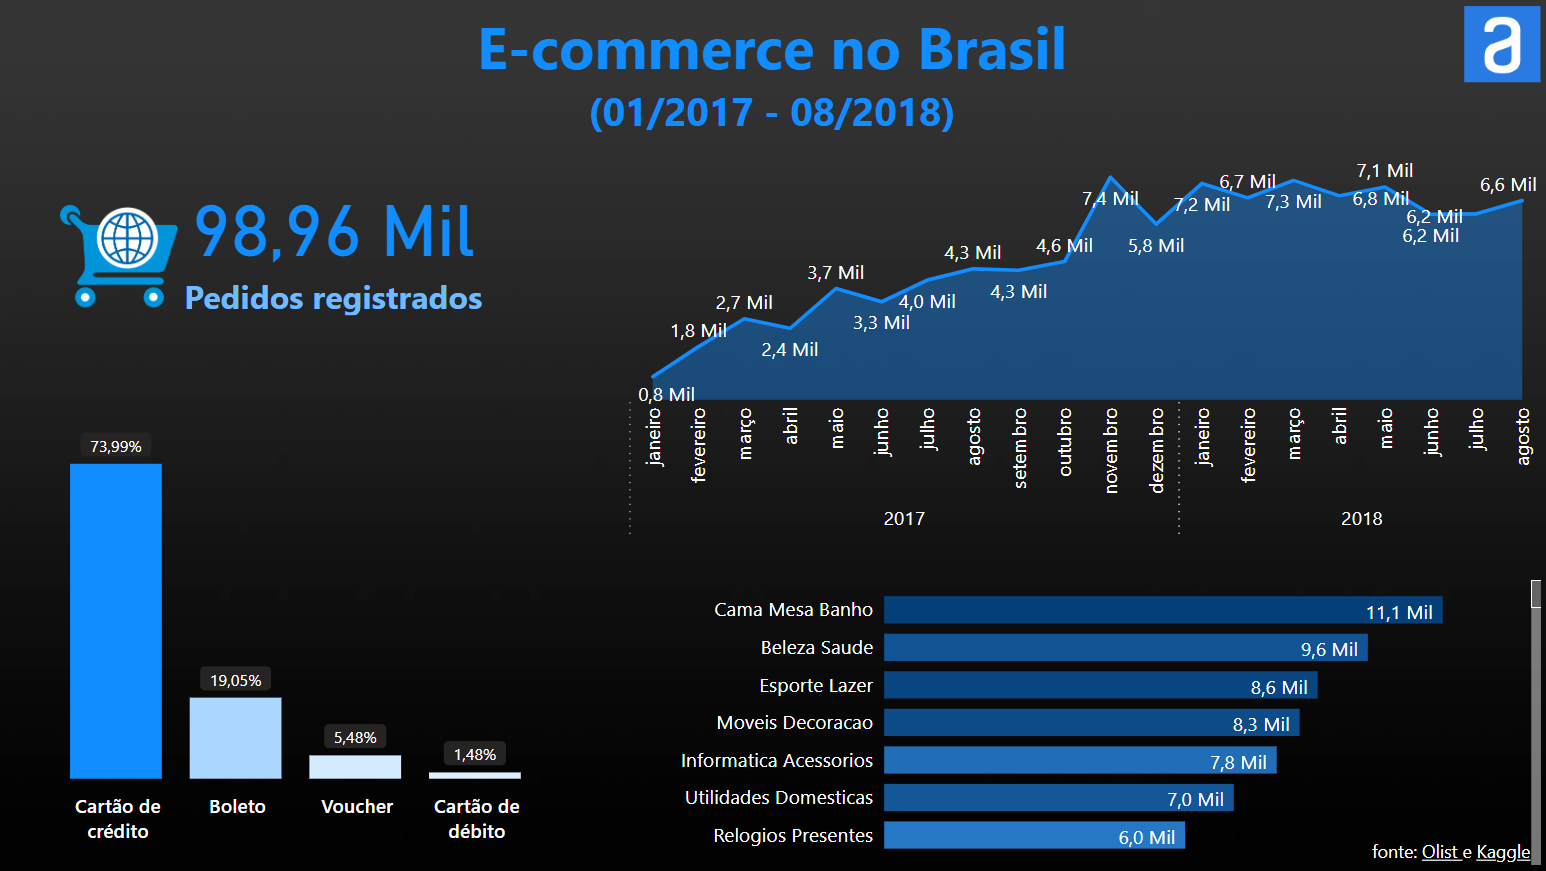 E-commerce no Brasil
(01/2017 - 08/2018)
a
98,96 Mil
Pedidos registrados
0,8 Mil
1,8 Mil
2,7 Mil
2,4 Mil
3,7 Mil
3,3 Mil
4,0 Mil
4,3 Mil
4,3 Mil
4,6 Mil
7,4 Mil
5,8 Mil
7,2 Mil
6,7 Mil
7,3 Mil
6,8 Mil
7,1 Mil
6,2 Mil
6,2 Mil
6,6 Mil
janeiro
fevereiro
março
abril
maio
junho
julho
agosto
setembro
outubro
novembro
dezembro
janeiro
fevereiro
março
abril
maio
junho
julho
agosto
2017
2018
73,99%
19,05%
5,48%
1,48%
Cartão de
crédito
Boleto
Voucher
Cartão de
débito
Cama Mesa Banho 11,1 Mil
Beleza Saude 9,6 Mil
Esporte Lazer 8,6 Mil
Moveis Decoracao 8,3 Mil
Informatica Acessorios 7,8 Mil
Utilidades Domesticas 7,0 Mil
Relogios Presentes 6,0 Mil
fonte: Olist e Kaggle